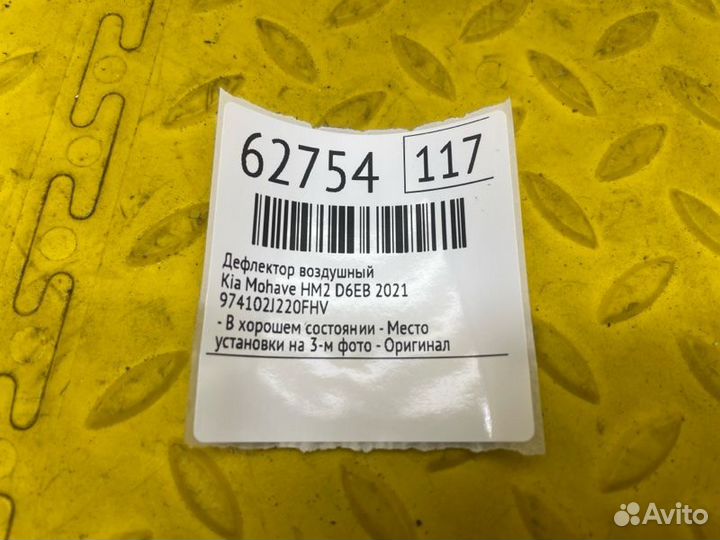 62754 117
Дефлектор воздушный
Kia Mohave HM2 D6EB 2021
974102J220FHV
- В хорошем состоянии - Место
установки на 3-м фото - Оригинал
Avito